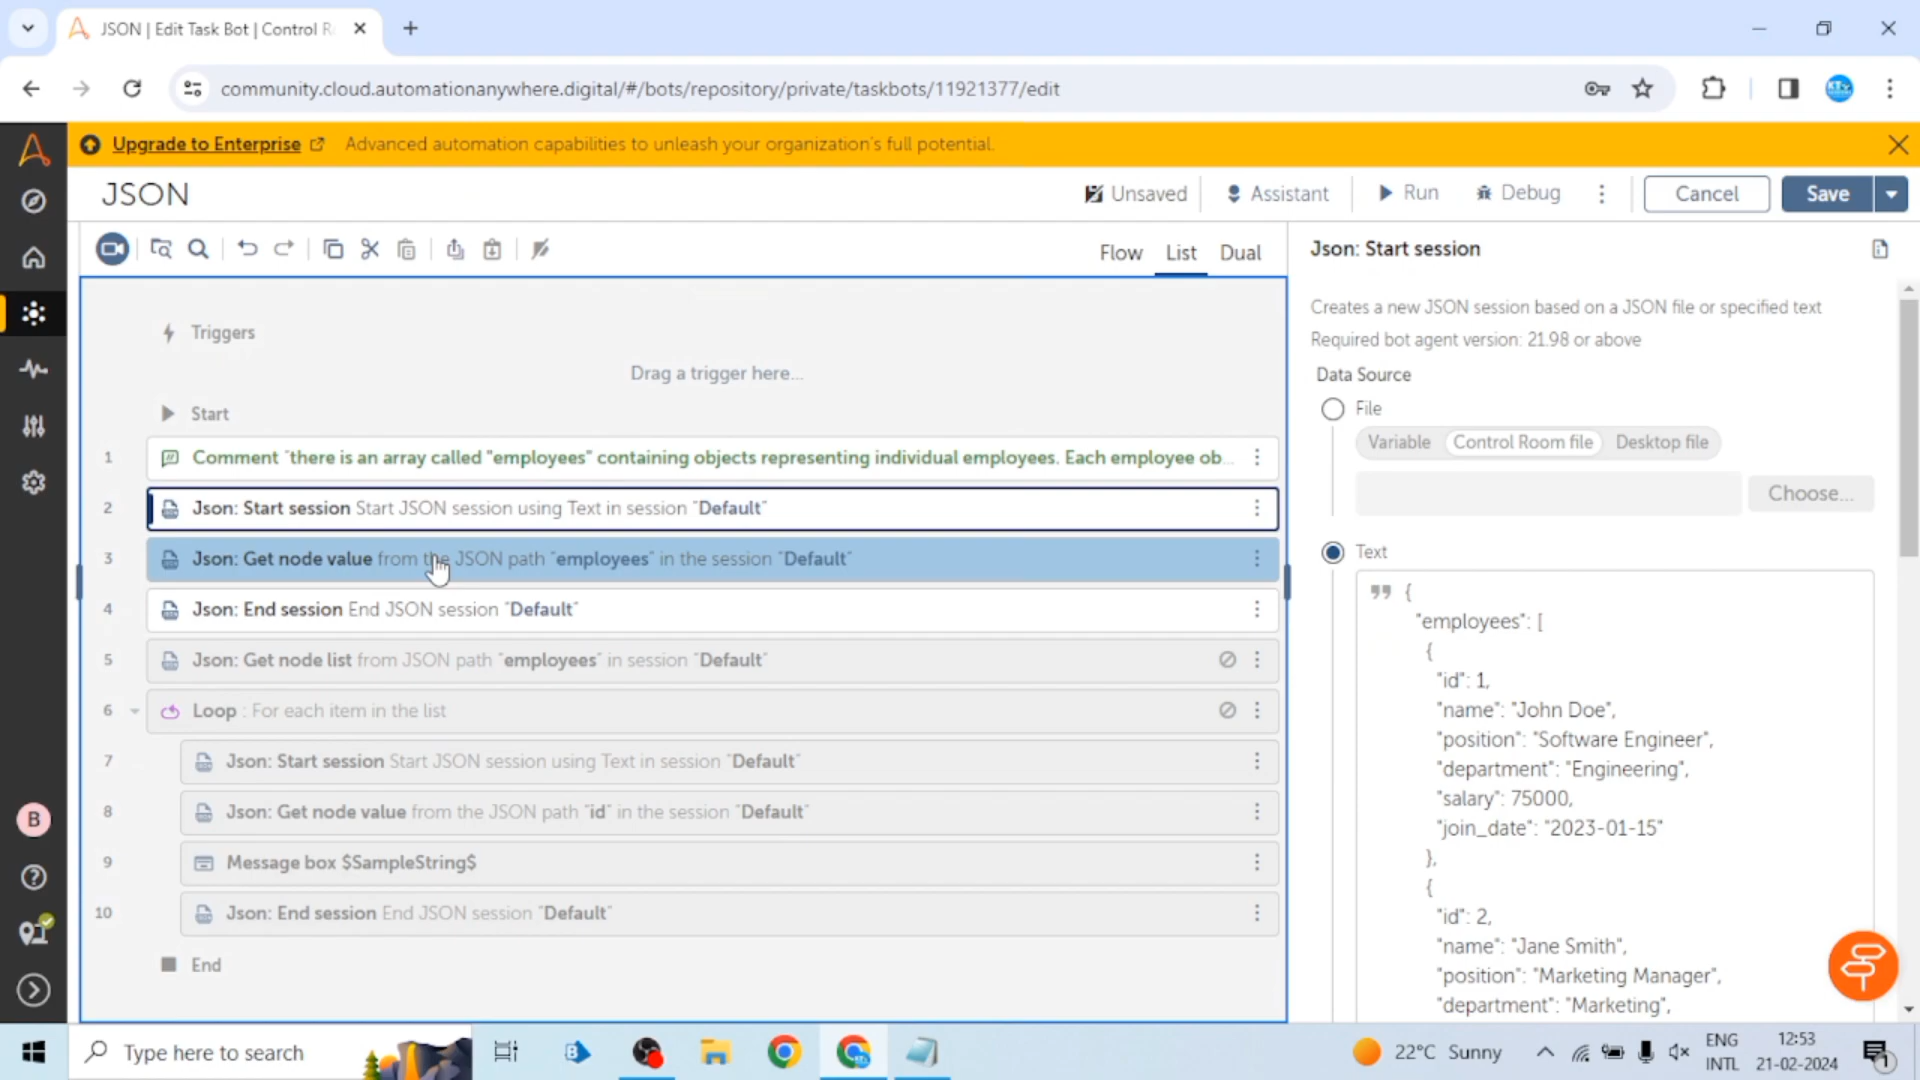 JSON | Edit Task Bot | Control R
community.cloud.automationanywhere.digital/#/bots/repository/private/taskbots/11921377/edit
Upgrade to Enterprise Advanced automation capabilities to unleash your organization's full potential.
JSON Unsaved Assistant Run Debug Cancel Save
Flow List Dual
Triggers
Drag a trigger here...
Start
1 Comment "there is an array called "employees" containing objects representing individual employees. Each employee ob...
2 Json: Start session Start JSON session using Text in session "Default"
3 Json: Get node value from the JSON path "employees" in the session "Default"
4 Json: End session End JSON session "Default"
5 Json: Get node list from JSON path "employees" in session "Default"
6 Loop : For each item in the list
7 Json: Start session Start JSON session using Text in session "Default"
8 Json: Get node value from the JSON path "id" in the session "Default"
9 Message box $SampleString$
10 Json: End session End JSON session "Default"
End
Json: Start session
Creates a new JSON session based on a JSON file or specified text
Required bot agent version: 21.98 or above
Data Source
File
Variable Control Room file Desktop file
Choose...
Text
{
"employees": [
{
"id": 1,
"name": "John Doe",
"position": "Software Engineer",
"department": "Engineering",
"salary": 75000,
"join_date": "2023-01-15"
},
{
"id": 2,
"name": "Jane Smith",
"position": "Marketing Manager",
"department": "Marketing",
B
Type here to search
22°C Sunny
ENG
INTL
12:53
21-02-2024
1